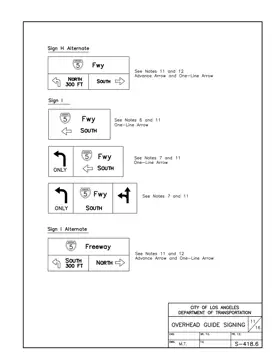 Sign H Alternate
5 Fwy
NORTH
300 FT
SOUTH
See Notes 11 and 12
Advance Arrow and One-Line Arrow
Sign I
5 Fwy
SOUTH
See Notes 6 and 11
One-Line Arrow
ONLY
5 Fwy
SOUTH
See Notes 7 and 11
One-Line Arrow
ONLY
5 Fwy
SOUTH
See Notes 7 and 11
Sign I Alternate
5 Freeway
SOUTH
300 FT
NORTH
See Notes 11 and 12
Advance Arrow and One-Line Arrow
CITY OF LOS ANGELES
DEPARTMENT OF TRANSPORTATION
OVERHEAD GUIDE SIGNING
11
16
M.T.
S-418.6